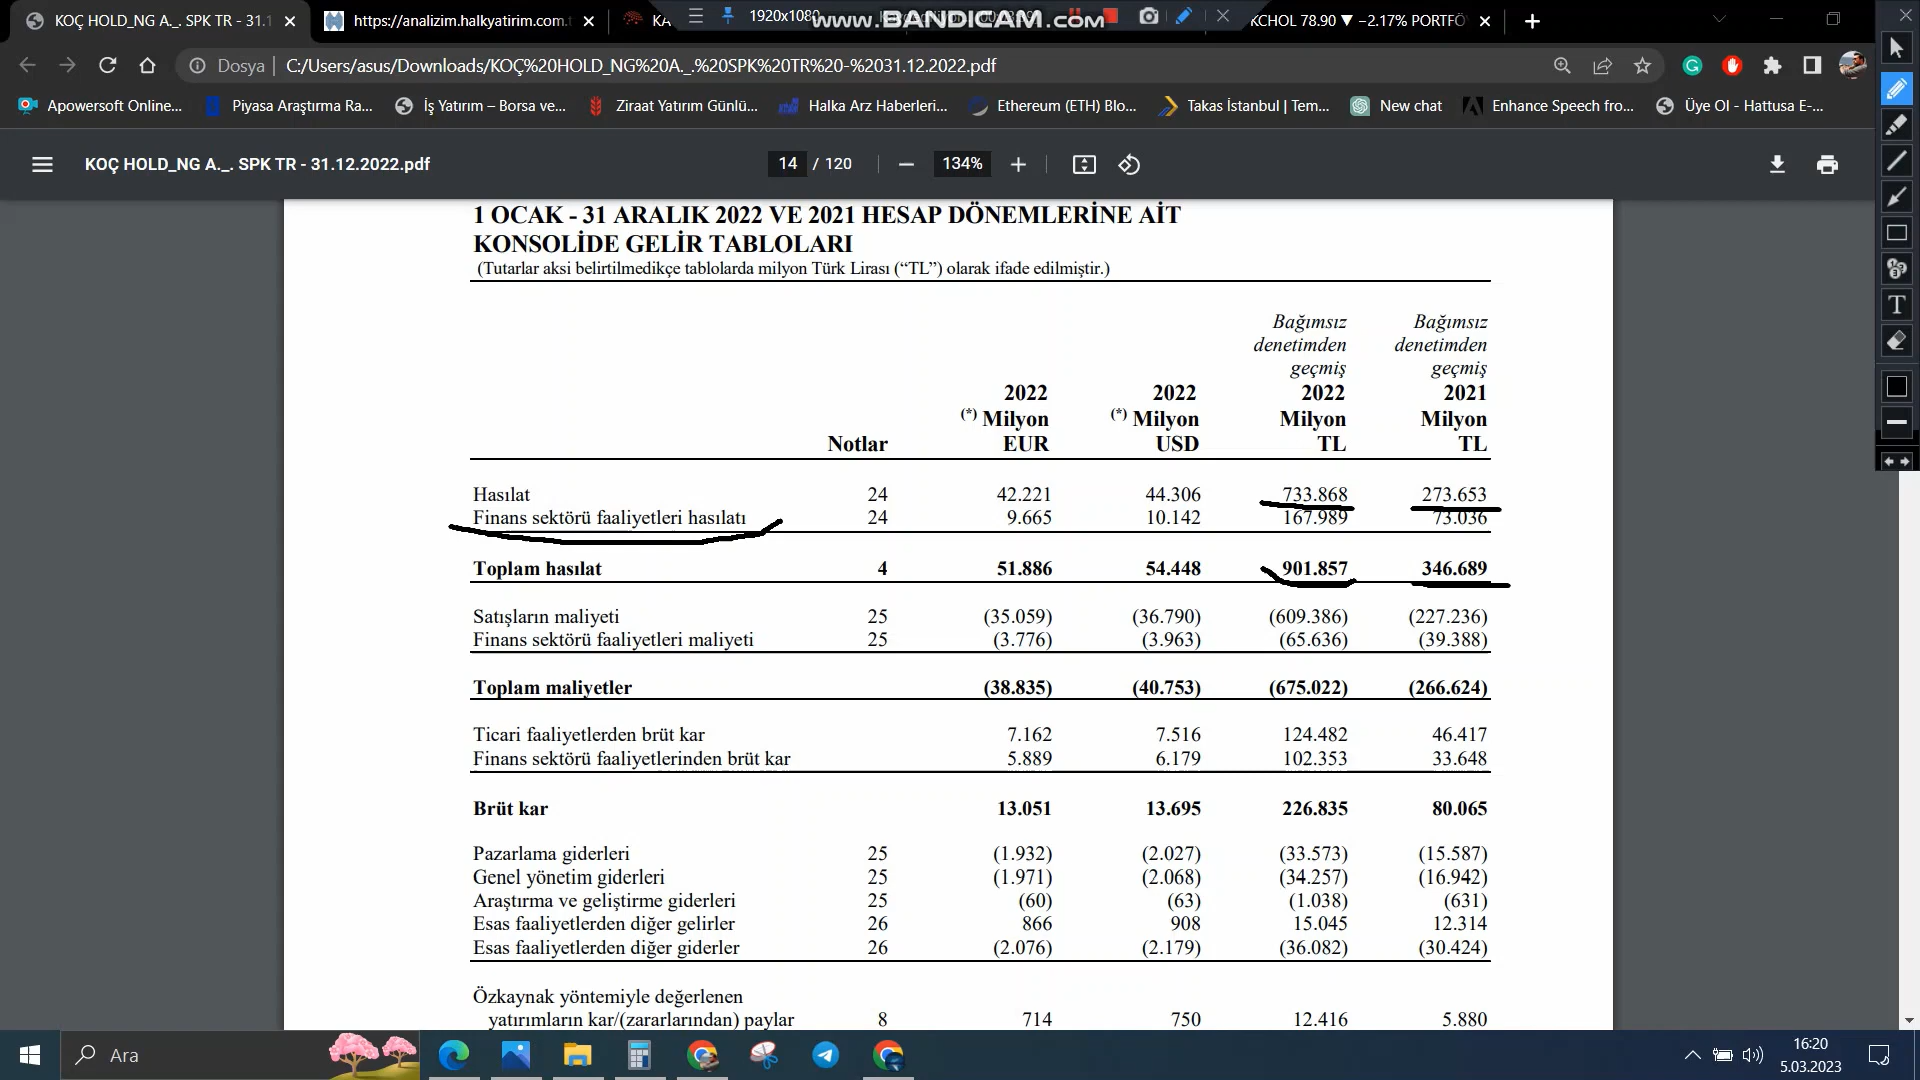 KOÇ HOLD_NG A._. SPK TR - 31.1
https://analizim.halkyatirim.com.t
KA
1920x1080
www.BANDICAM.com
KCHOL 78.90 ▼ −2.17% PORTFÖ
Dosya
C:/Users/asus/Downloads/KOÇ%20HOLD_NG%20A._.%20SPK%20TR%20-%2031.12.2022.pdf
Apowersoft Online...
Piyasa Araştırma Ra...
İş Yatırım – Borsa ve...
Ziraat Yatırım Günlü...
Halka Arz Haberleri...
Ethereum (ETH) Blo...
Takas İstanbul | Tem...
New chat
Enhance Speech fro...
Üye Ol - Hattusa E-...
KOÇ HOLD_NG A._. SPK TR - 31.12.2022.pdf
14 / 120
134%
1 OCAK - 31 ARALIK 2022 VE 2021 HESAP DÖNEMLERİNE AİT
KONSOLİDE GELİR TABLOLARI
(Tutarlar aksi belirtilmedikçe tablolarda milyon Türk Lirası (“TL”) olarak ifade edilmiştir.)
Bağımsız Bağımsız
denetimden denetimden
geçmiş geçmiş
2022 2022 2022 2021
(*) Milyon (*) Milyon Milyon Milyon
Notlar EUR USD TL TL
Hasılat 24 42.221 44.306 733.868 273.653
Finans sektörü faaliyetleri hasılatı 24 9.665 10.142 167.989 73.036
Toplam hasılat 4 51.886 54.448 901.857 346.689
Satışların maliyeti 25 (35.059) (36.790) (609.386) (227.236)
Finans sektörü faaliyetleri maliyeti 25 (3.776) (3.963) (65.636) (39.388)
Toplam maliyetler (38.835) (40.753) (675.022) (266.624)
Ticari faaliyetlerden brüt kar 7.162 7.516 124.482 46.417
Finans sektörü faaliyetlerinden brüt kar 5.889 6.179 102.353 33.648
Brüt kar 13.051 13.695 226.835 80.065
Pazarlama giderleri 25 (1.932) (2.027) (33.573) (15.587)
Genel yönetim giderleri 25 (1.971) (2.068) (34.257) (16.942)
Araştırma ve geliştirme giderleri 25 (60) (63) (1.038) (631)
Esas faaliyetlerden diğer gelirler 26 866 908 15.045 12.314
Esas faaliyetlerden diğer giderler 26 (2.076) (2.179) (36.082) (30.424)
Özkaynak yöntemiyle değerlenen
yatırımların kar/(zararlarından) paylar 8 714 750 12.416 5.880
Ara
16:20
5.03.2023